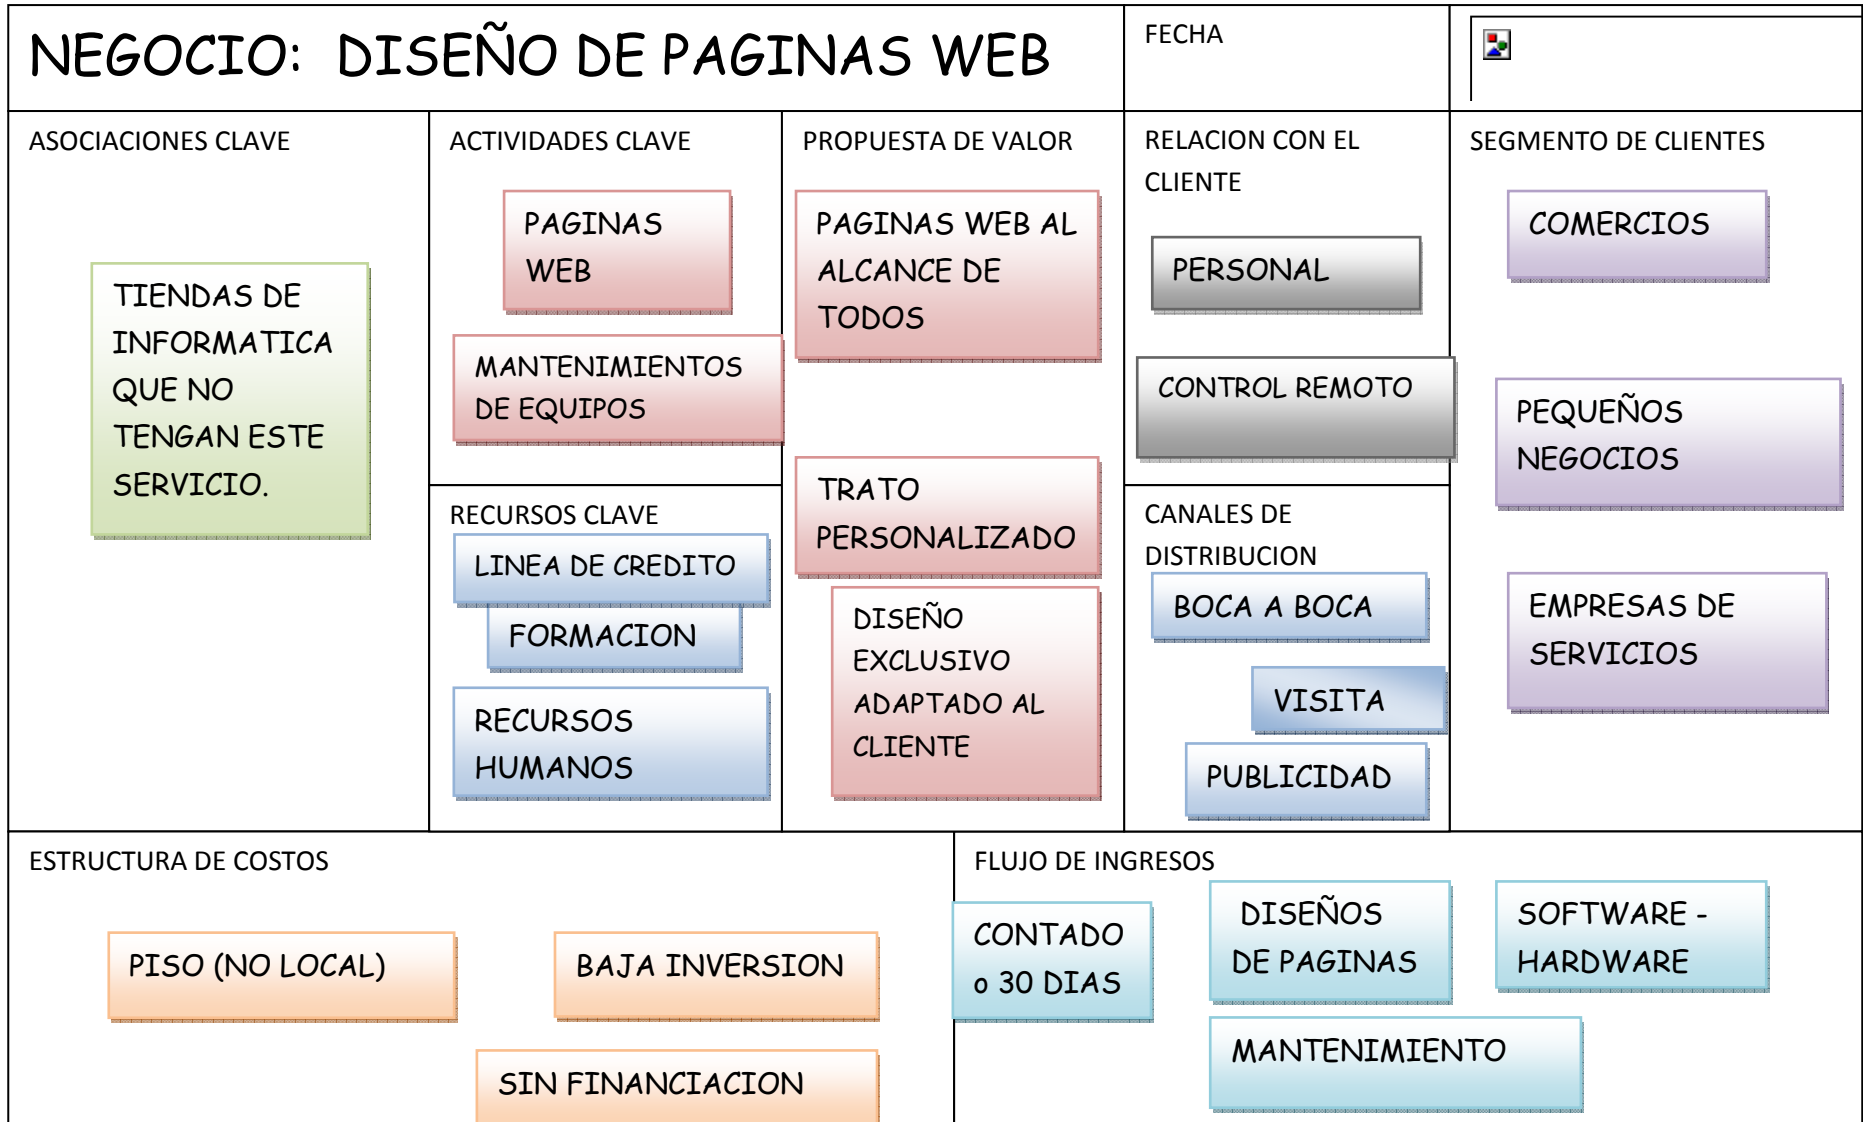 NEGOCIO: DISEÑO DE PAGINAS WEB
FECHA
ASOCIACIONES CLAVE
TIENDAS DE
INFORMATICA
QUE NO
TENGAN ESTE
SERVICIO.
ACTIVIDADES CLAVE
PAGINAS
WEB
MANTENIMIENTOS
DE EQUIPOS
RECURSOS CLAVE
LINEA DE CREDITO
FORMACION
RECURSOS
HUMANOS
PROPUESTA DE VALOR
PAGINAS WEB AL
ALCANCE DE
TODOS
TRATO
PERSONALIZADO
DISEÑO
EXCLUSIVO
ADAPTADO AL
CLIENTE
RELACION CON EL
CLIENTE
PERSONAL
CONTROL REMOTO
CANALES DE
DISTRIBUCION
BOCA A BOCA
VISITA
PUBLICIDAD
SEGMENTO DE CLIENTES
COMERCIOS
PEQUEÑOS
NEGOCIOS
EMPRESAS DE
SERVICIOS
ESTRUCTURA DE COSTOS
PISO (NO LOCAL)
BAJA INVERSION
SIN FINANCIACION
FLUJO DE INGRESOS
CONTADO
o 30 DIAS
DISEÑOS
DE PAGINAS
SOFTWARE -
HARDWARE
MANTENIMIENTO